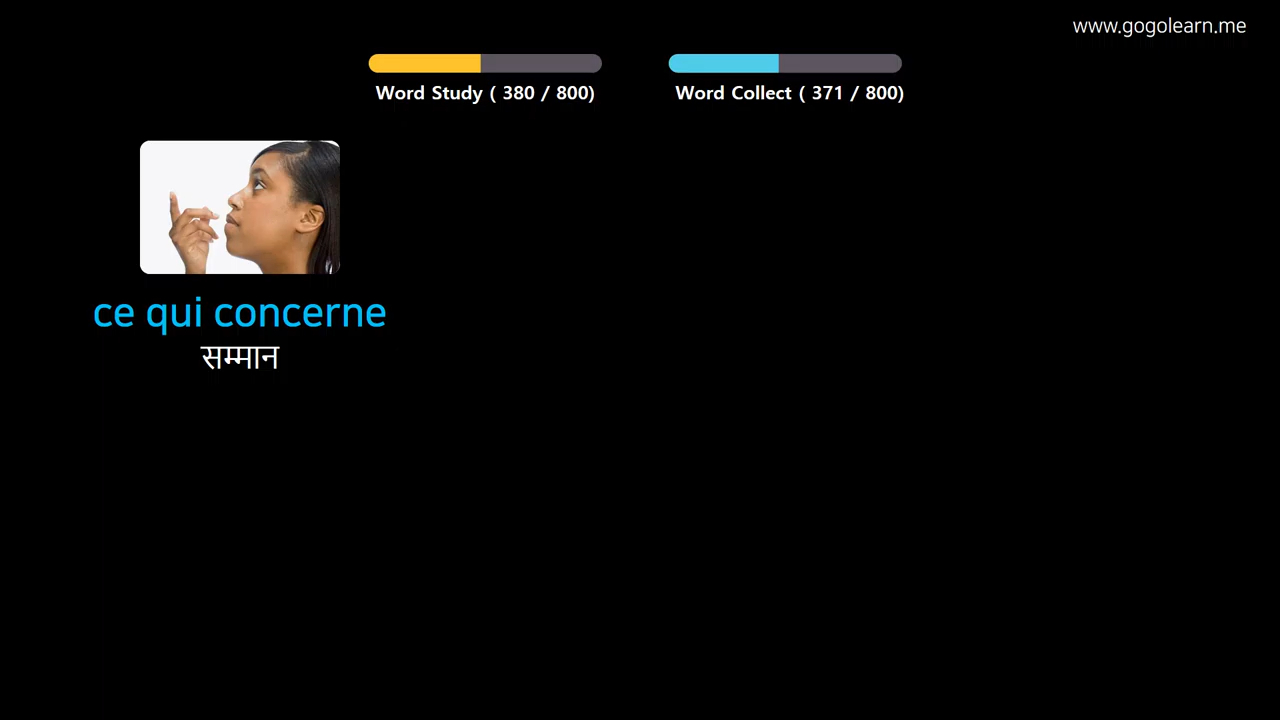 www.gogolearn.me
Word Study ( 380 / 800)
Word Collect ( 371 / 800)
ce qui concerne
सम्मान